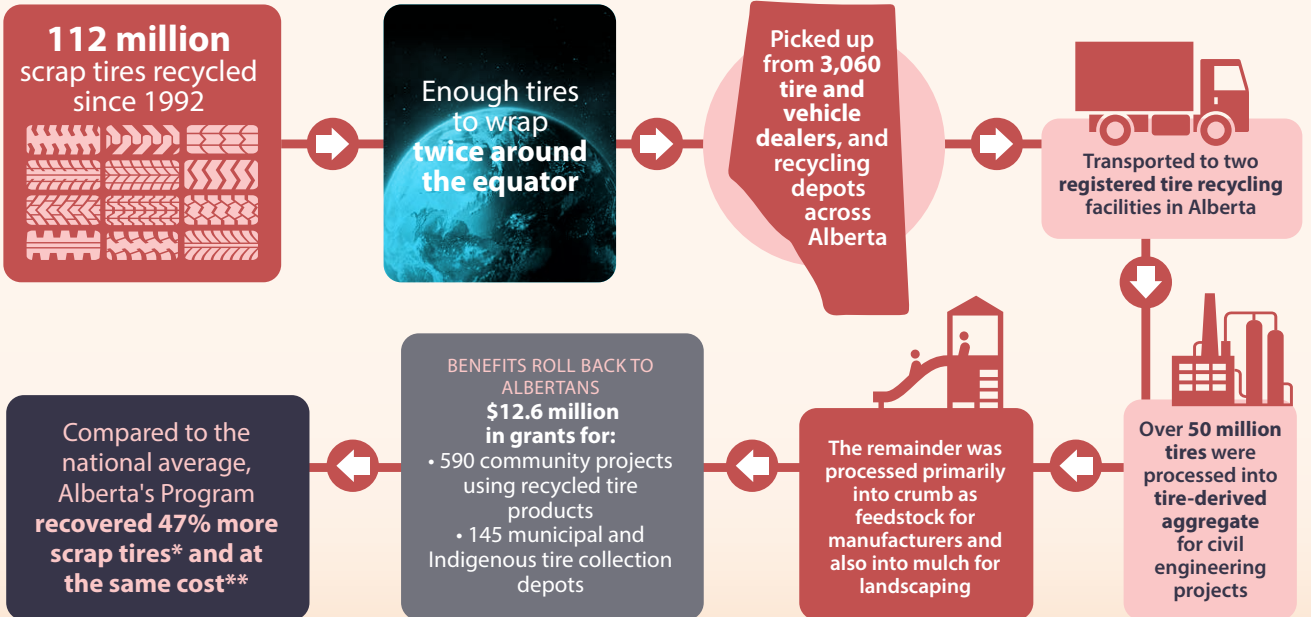 112 million
scrap tires recycled
since 1992
Enough tires
to wrap
twice around
the equator
Picked up
from 3,060
tire and
vehicle
dealers, and
recycling
depots
across
Alberta
Transported to two
registered tire recycling
facilities in Alberta
Over 50 million
tires were
processed into
tire-derived
aggregate
for civil
engineering
projects
The remainder was
processed primarily
into crumb as
feedstock for
manufacturers and
also into mulch for
landscaping
BENEFITS ROLL BACK TO
ALBERTANS
$12.6 million
in grants for:
• 590 community projects
using recycled tire
products
• 145 municipal and
Indigenous tire collection
depots
Compared to the
national average,
Alberta's Program
recovered 47% more
scrap tires* and at
the same cost**